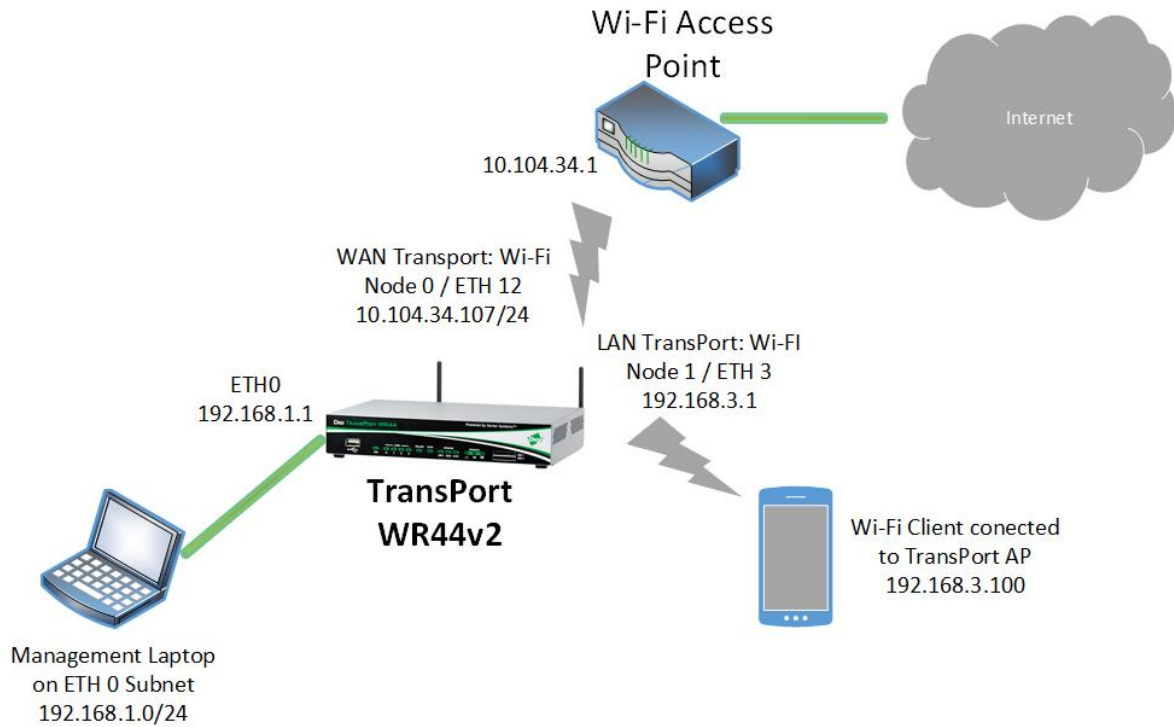 Wi-Fi Access
Point
Internet
10.104.34.1
WAN Transport: Wi-Fi
Node 0 / ETH 12
10.104.34.107/24
LAN TransPort: Wi-FI
Node 1 / ETH 3
192.168.3.1
ETH0
192.168.1.1
Digi TransPort WR44
TransPort
WR44v2
Wi-Fi Client conected
to TransPort AP
192.168.3.100
Management Laptop
on ETH 0 Subnet
192.168.1.0/24